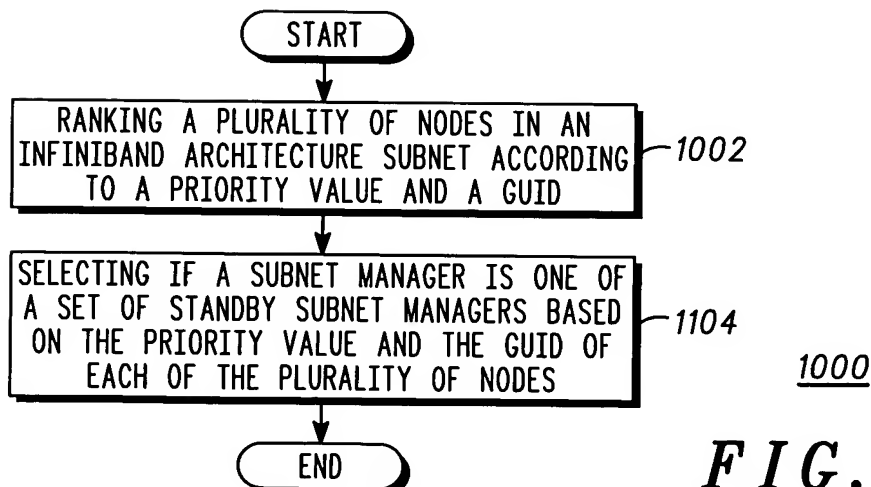 START
RANKING A PLURALITY OF NODES IN AN
INFINIBAND ARCHITECTURE SUBNET ACCORDING
TO A PRIORITY VALUE AND A GUID
1002
SELECTING IF A SUBNET MANAGER IS ONE OF
A SET OF STANDBY SUBNET MANAGERS BASED
ON THE PRIORITY VALUE AND THE GUID OF
EACH OF THE PLURALITY OF NODES
1104
1000
END
FIG.